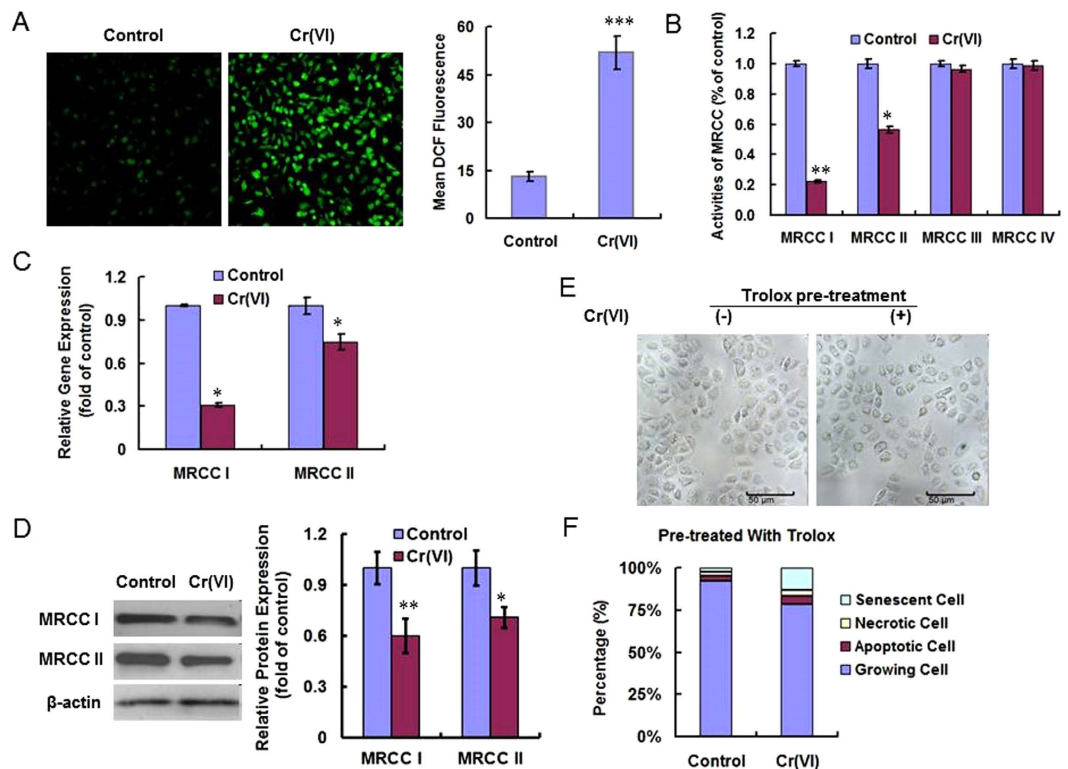 A
Control
Cr(VI)
Mean DCF Fluorescence
60
45
30
15
0
***
Control
Cr(VI)
B
Activities of MRCC (% of control)
1.2
1.0
0.8
0.6
0.4
0.2
0.0
Control
Cr(VI)
**
*
MRCC I
MRCC II
MRCC III
MRCC IV
C
Relative Gene Expression
(fold of control)
1.2
0.9
0.6
0.3
0
Control
Cr(VI)
*
*
MRCC I
MRCC II
D
Control
Cr(VI)
MRCC I
MRCC II
β-actin
Relative Protein Expression
(fold of control)
1.2
0.9
0.6
0.3
0
Control
Cr(VI)
**
*
MRCC I
MRCC II
E
Trolox pre-treatment
Cr(VI)
(-)
(+)
50 μm
50 μm
F
Pre-treated With Trolox
Percentage (%)
100%
75%
50%
25%
0%
Senescent Cell
Necrotic Cell
Apoptotic Cell
Growing Cell
Control
Cr(VI)